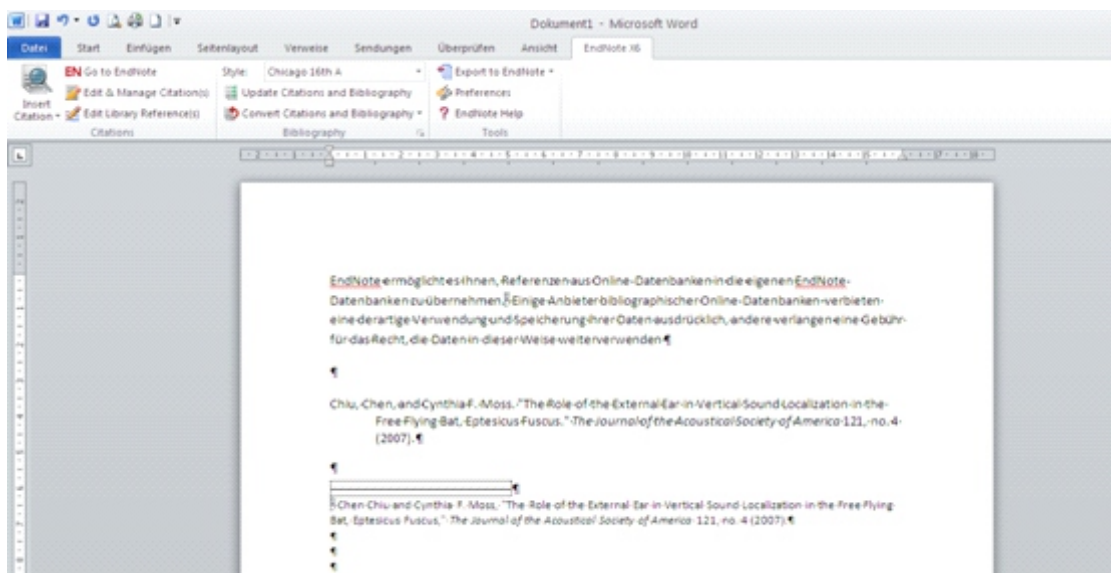 Dokument1 - Microsoft Word
Datei Start Einfügen Seitenlayout Verweise Sendungen Überprüfen Ansicht EndNote X6
Insert Citation
EN Go to EndNote
Edit & Manage Citation(s)
Edit Library Reference(s)
Citations
Style: Chicago 16th A
Update Citations and Bibliography
Convert Citations and Bibliography
Bibliography
Export to EndNote
Preferences
EndNote Help
Tools
EndNote ermöglicht es Ihnen, Referenzen aus Online-Datenbanken in die eigenen EndNote-
Datenbanken zu übernehmen. Einige Anbieter bibliographischer Online-Datenbanken verbieten
eine derartige Verwendung und Speicherung ihrer Daten ausdrücklich, andere verlangen eine Gebühr
für das Recht, die Daten in dieser Weise weiterverwenden¶
¶
Chiu, Chen, and Cynthia F. Moss. "The Role of the External Ear in Vertical Sound Localization in the
Free Flying Bat, Eptesicus Fuscus." The Journal of the Acoustical Society of America 121, no. 4
(2007).¶
¶
¶
Chen Chiu and Cynthia F. Moss, "The Role of the External Ear in Vertical Sound Localization in the Free Flying
Bat, Eptesicus Fuscus," The Journal of the Acoustical Society of America 121, no. 4 (2007).¶
¶
¶
¶